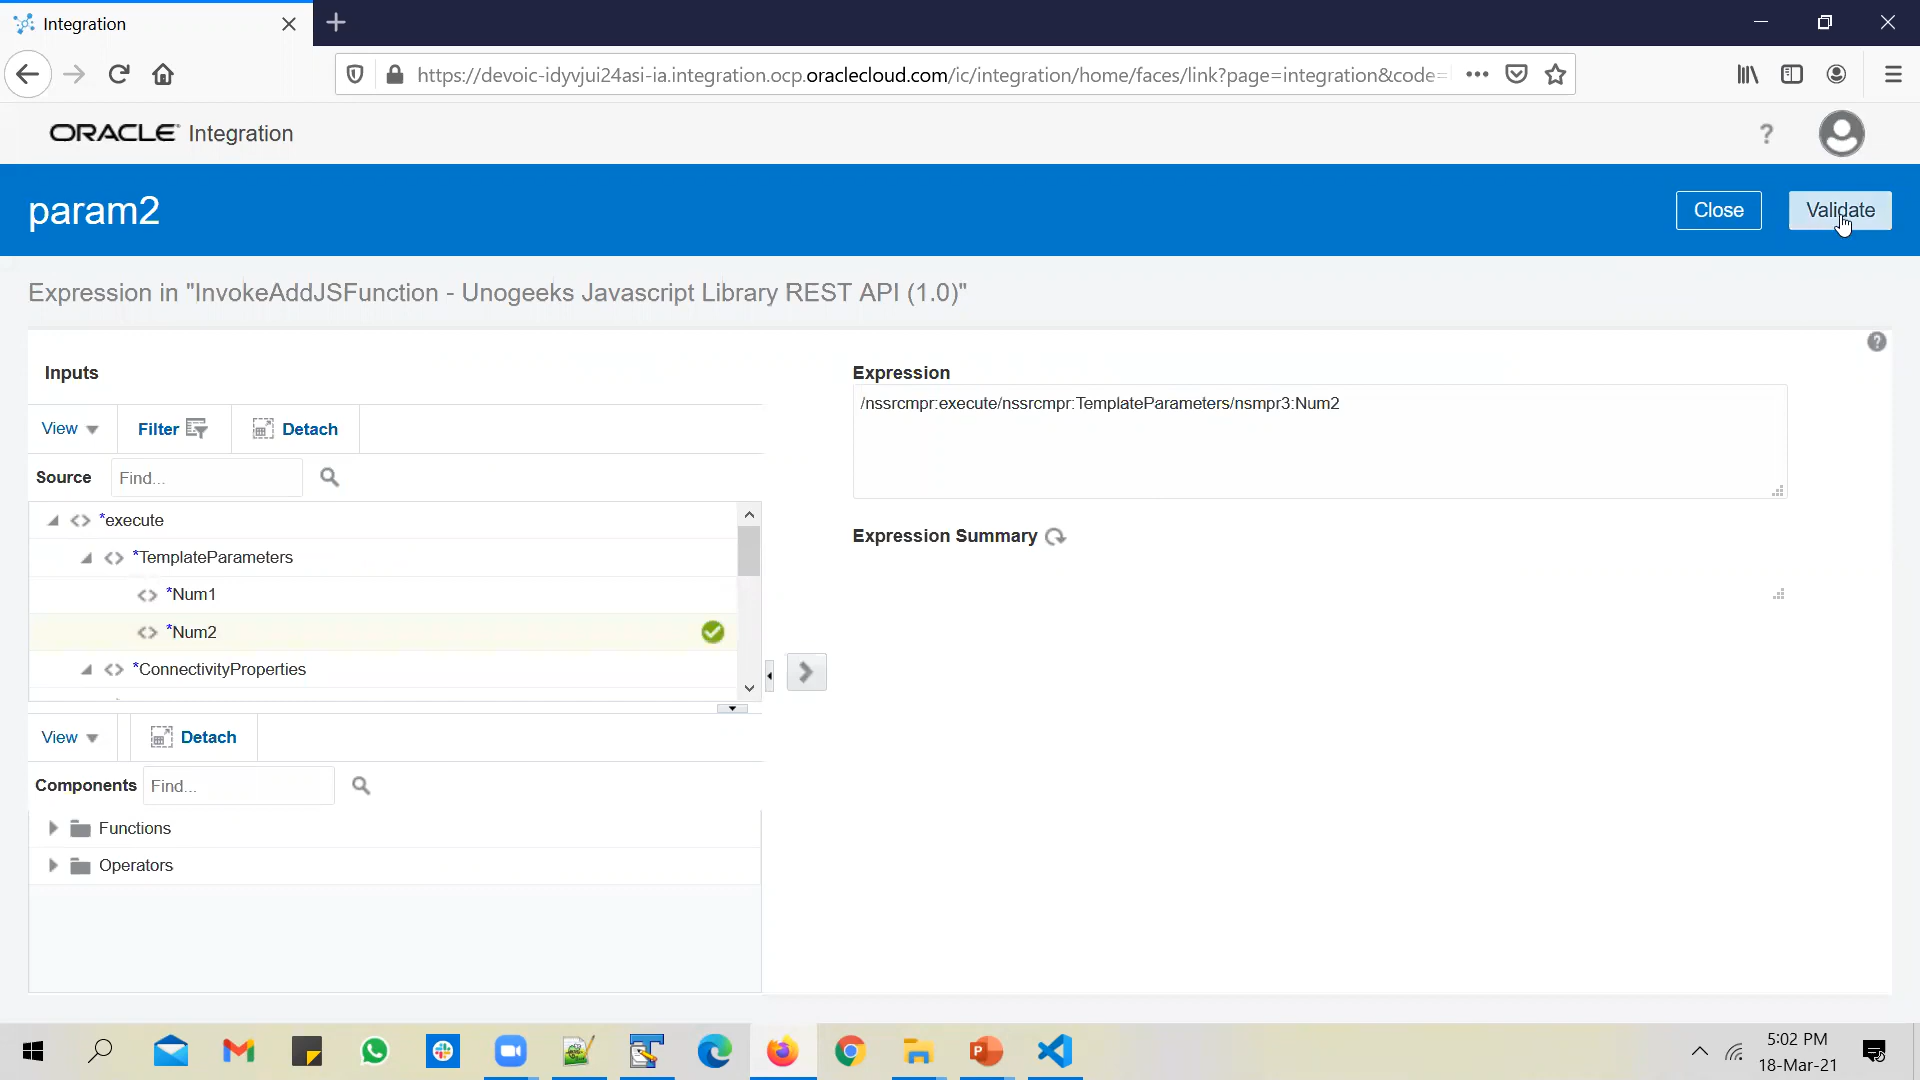 Integration
https://devoic-idyvjui24asi-ia.integration.ocp.oraclecloud.com/ic/integration/home/faces/link?page=integration&code=
ORACLE Integration
?
param2
Close
Validate
Expression in "InvokeAddJSFunction - Unogeeks Javascript Library REST API (1.0)"
?
Inputs
Expression
/nssrcmpr:execute/nssrcmpr:TemplateParameters/nsmpr3:Num2
View
Filter
Detach
Source
Find...
Expression Summary
*execute
*TemplateParameters
*Num1
*Num2
*ConnectivityProperties
View
Detach
Components
Find...
Functions
Operators
5:02 PM
18-Mar-21